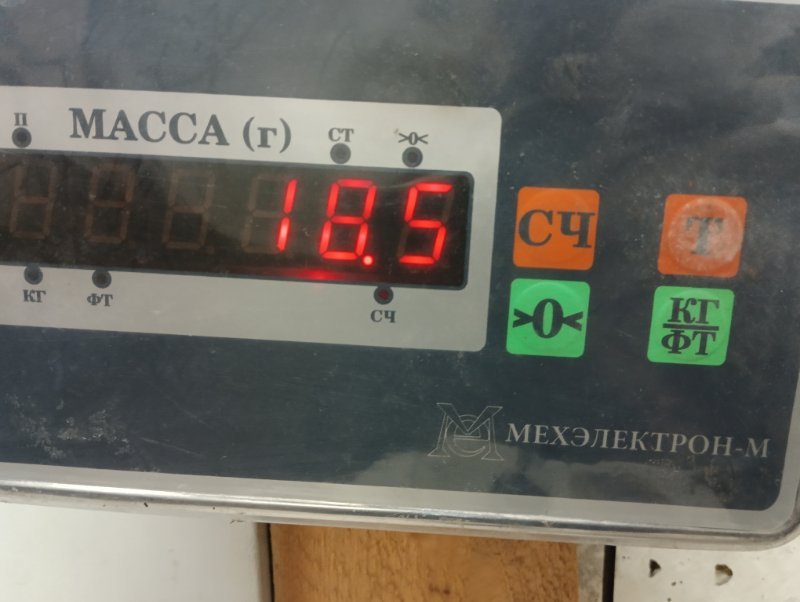 П
МАССА (г)
СТ
>0<
18.5
КГ
ФТ
СЧ
СЧ
Т
>0<
КГ
ФТ
МЕХЭЛЕКТРОН-М